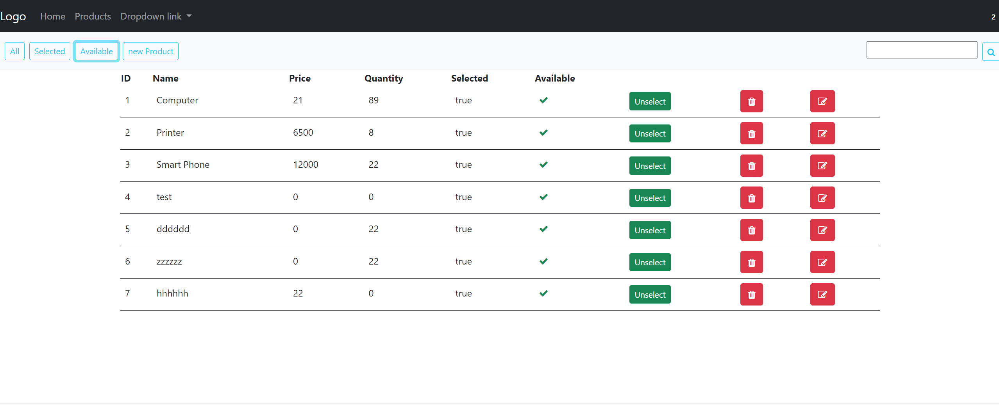 Logo Home Products Dropdown link 2
All Selected Available new Product
ID Name Price Quantity Selected Available
1 Computer 21 89 true Unselect
2 Printer 6500 8 true Unselect
3 Smart Phone 12000 22 true Unselect
4 test 0 0 true Unselect
5 dddddd 0 22 true Unselect
6 zzzzzz 0 22 true Unselect
7 hhhhhh 22 0 true Unselect